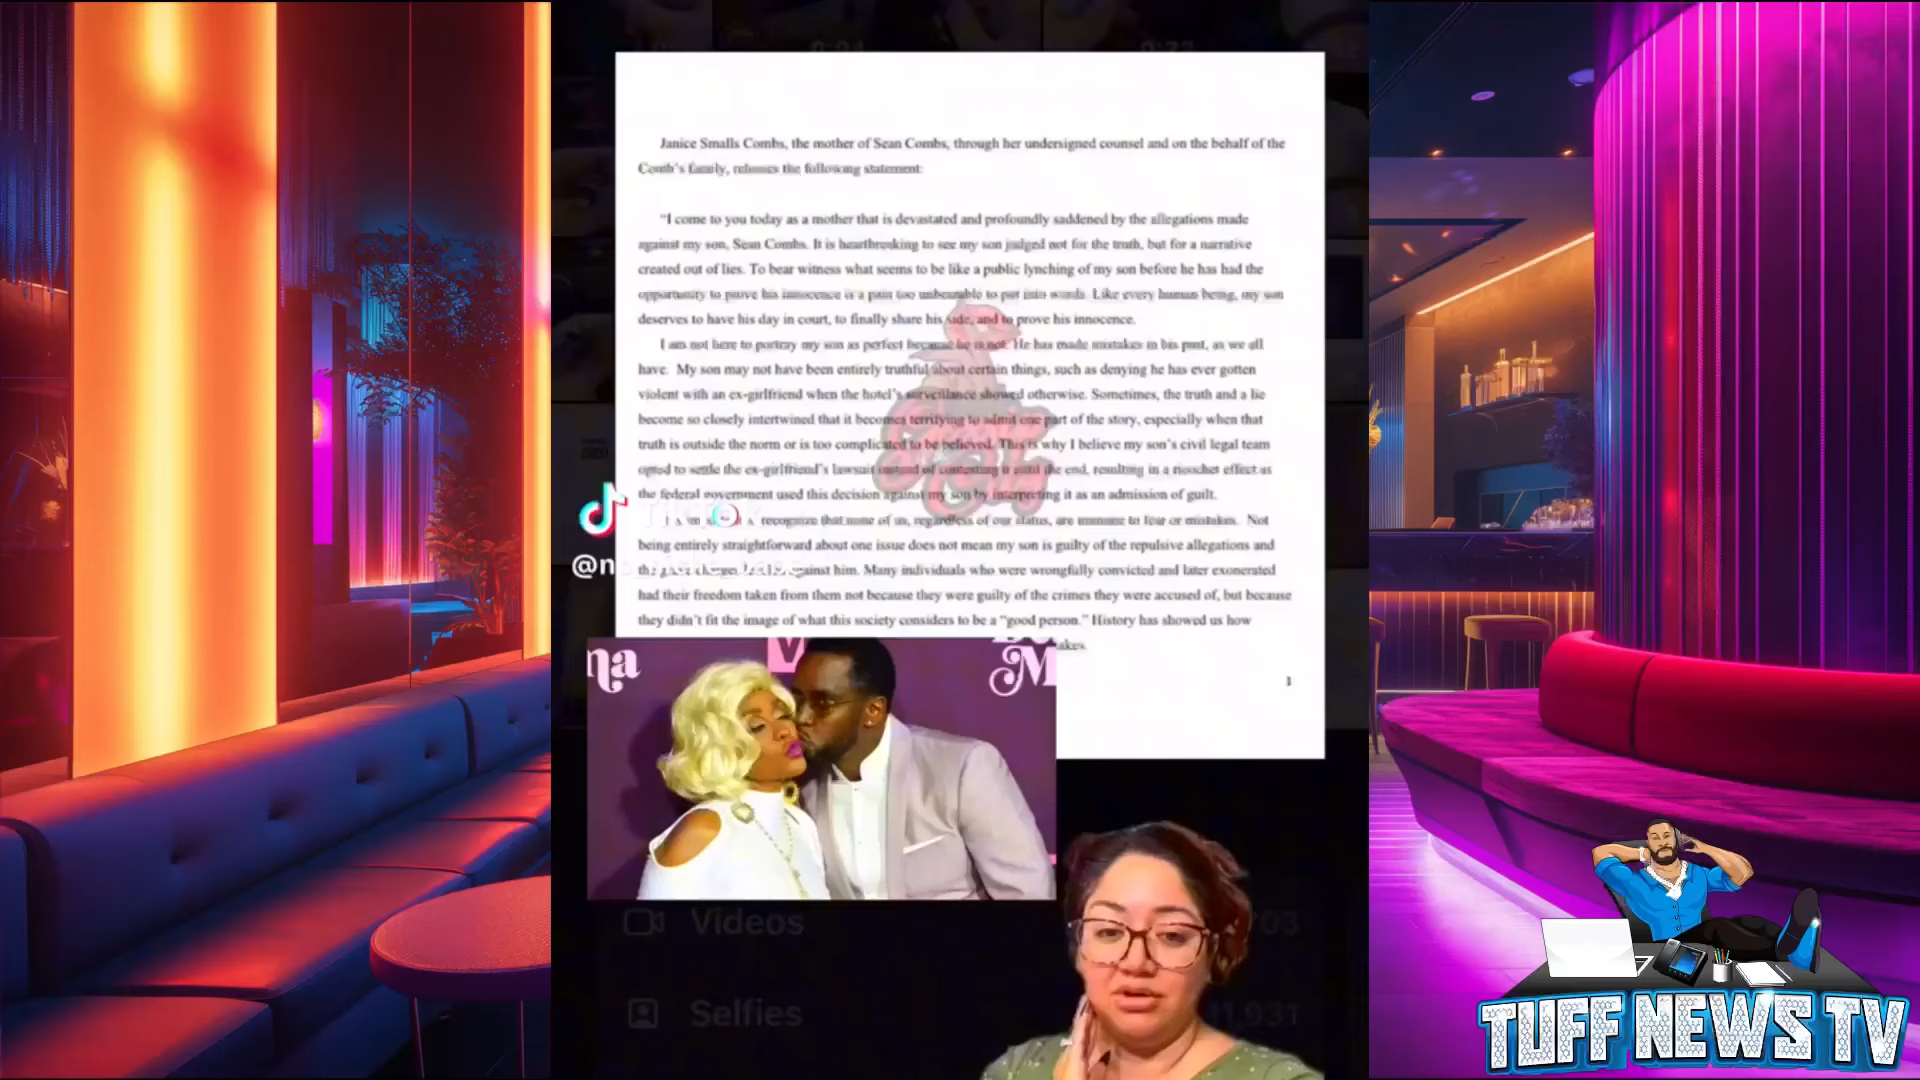 Janice Smalls Combs, the mother of Sean Combs, through her undersigned counsel and on the behalf of the
Comb's family, releases the following statement:
"I come to you today as a mother that is devastated and profoundly saddened by the allegations made
against my son, Sean Combs. It is heartbreaking to see my son judged not for the truth, but for a narrative
created out of lies. To bear witness what seems to be like a public lynching of my son before he has had the
opportunity to prove his innocence is a pain too unbearable to put into words. Like every human being, my son
deserves to have his day in court, to finally share his side, and to prove his innocence.
I am not here to portray my son as perfect because he is not. He has made mistakes in his past, as we all
have. My son may not have been entirely truthful about certain things, such as denying he has ever gotten
violent with an ex-girlfriend when the hotel's surveillance showed otherwise. Sometimes, the truth and a lie
become so closely intertwined that it becomes terrifying to admit one part of the story, especially when that
truth is outside the norm or is too complicated to be believed. This is why I believe my son's civil legal team
opted to settle the ex-girlfriend's lawsuit instead of contesting it until the end, resulting in a ricochet effect as
the federal government used this decision against my son by interpreting it as an admission of guilt.
recognize that none of us, regardless of our status, are immune to fear or mistakes. Not
being entirely straightforward about one issue does not mean my son is guilty of the repulsive allegations and
against him. Many individuals who were wrongfully convicted and later exonerated
had their freedom taken from them not because they were guilty of the crimes they were accused of, but because
they didn't fit the image of what this society considers to be a "good person." History has showed us how
Videos
Selfies 11,931
TUFF NEWS TV